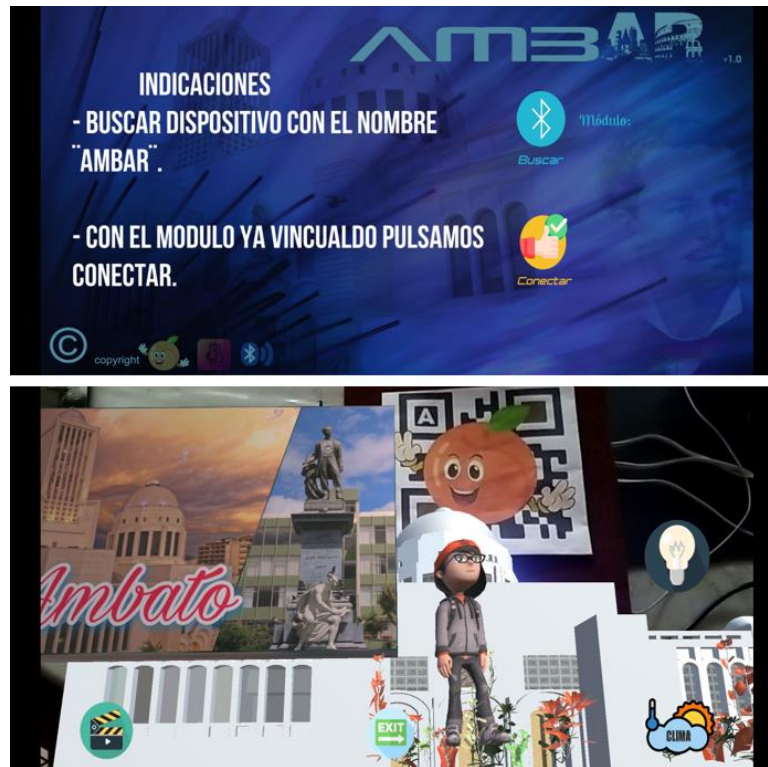 AMBAR
v1.0
INDICACIONES
- BUSCAR DISPOSITIVO CON EL NOMBRE
¨AMBAR¨.
Módulo:
Buscar
- CON EL MODULO YA VINCUALDO PULSAMOS
CONECTAR.
Conectar
© copyright
A
Ambato
EXIT
CLIMA